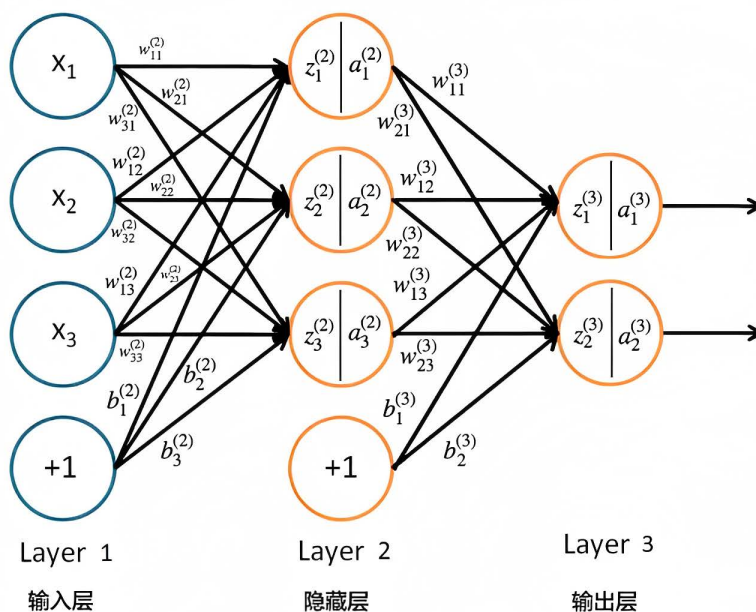 x₁
w₁₁⁽²⁾
w₂₁⁽²⁾
w₃₁⁽²⁾
z₁⁽²⁾ a₁⁽²⁾
w₁₁⁽³⁾
w₂₁⁽³⁾
x₂
w₁₂⁽²⁾
w₂₂⁽²⁾
w₃₂⁽²⁾
z₂⁽²⁾ a₂⁽²⁾
w₁₂⁽³⁾
w₂₂⁽³⁾
z₁⁽³⁾ a₁⁽³⁾
x₃
w₁₃⁽²⁾
w₂₃⁽²⁾
w₃₃⁽²⁾
z₃⁽²⁾ a₃⁽²⁾
w₁₃⁽³⁾
w₂₃⁽³⁾
z₂⁽³⁾ a₂⁽³⁾
+1
b₁⁽²⁾
b₂⁽²⁾
b₃⁽²⁾
+1
b₁⁽³⁾
b₂⁽³⁾
Layer 1
输入层
Layer 2
隐藏层
Layer 3
输出层